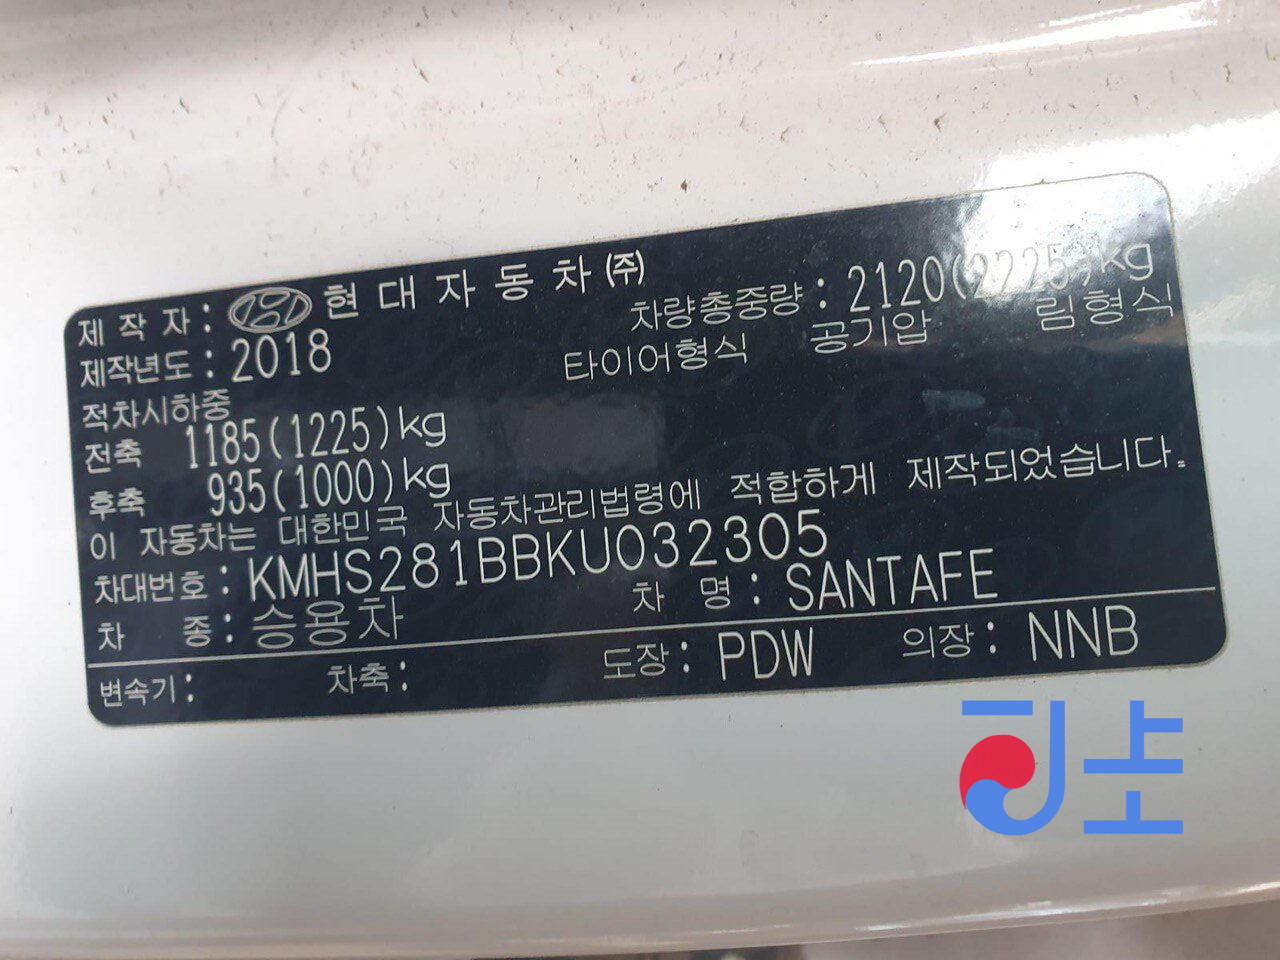 제 작 자 : 현 대 자 동 차 ㈜
차량총중량 : 2120(2225)kg
제작년도 : 2018
타이어형식 공기압 림형식
적차시하중
전축 1185(1225)kg
후축 935(1000)kg
이 자동차는 대한민국 자동차관리법령에 적합하게 제작되었습니다.
차대번호 : KMHS281BBKU032305
차 종 : 승용차 차 명 : SANTAFE
변속기 : 차축 : 도장 : PDW 의장 : NNB